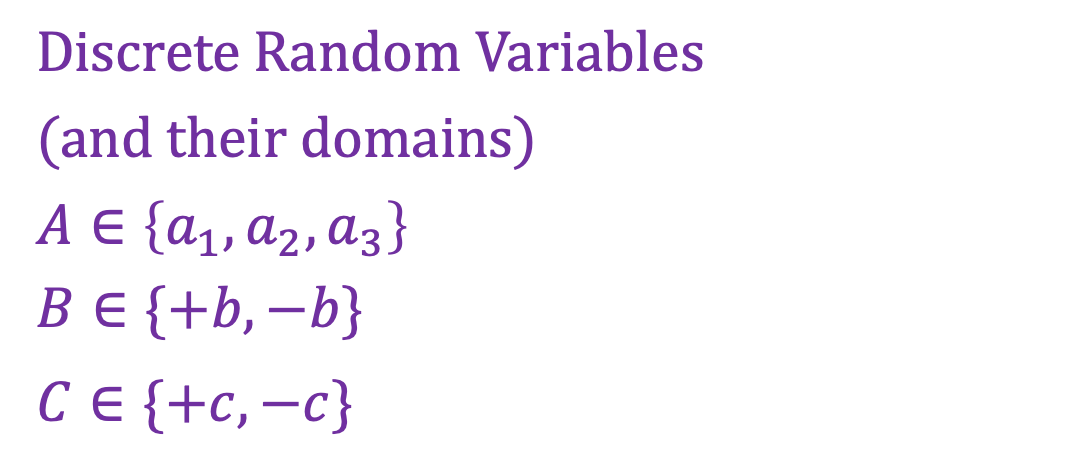 Discrete Random Variables
(and their domains)
A ∈ {a₁, a₂, a₃}
B ∈ {+b, −b}
C ∈ {+c, −c}